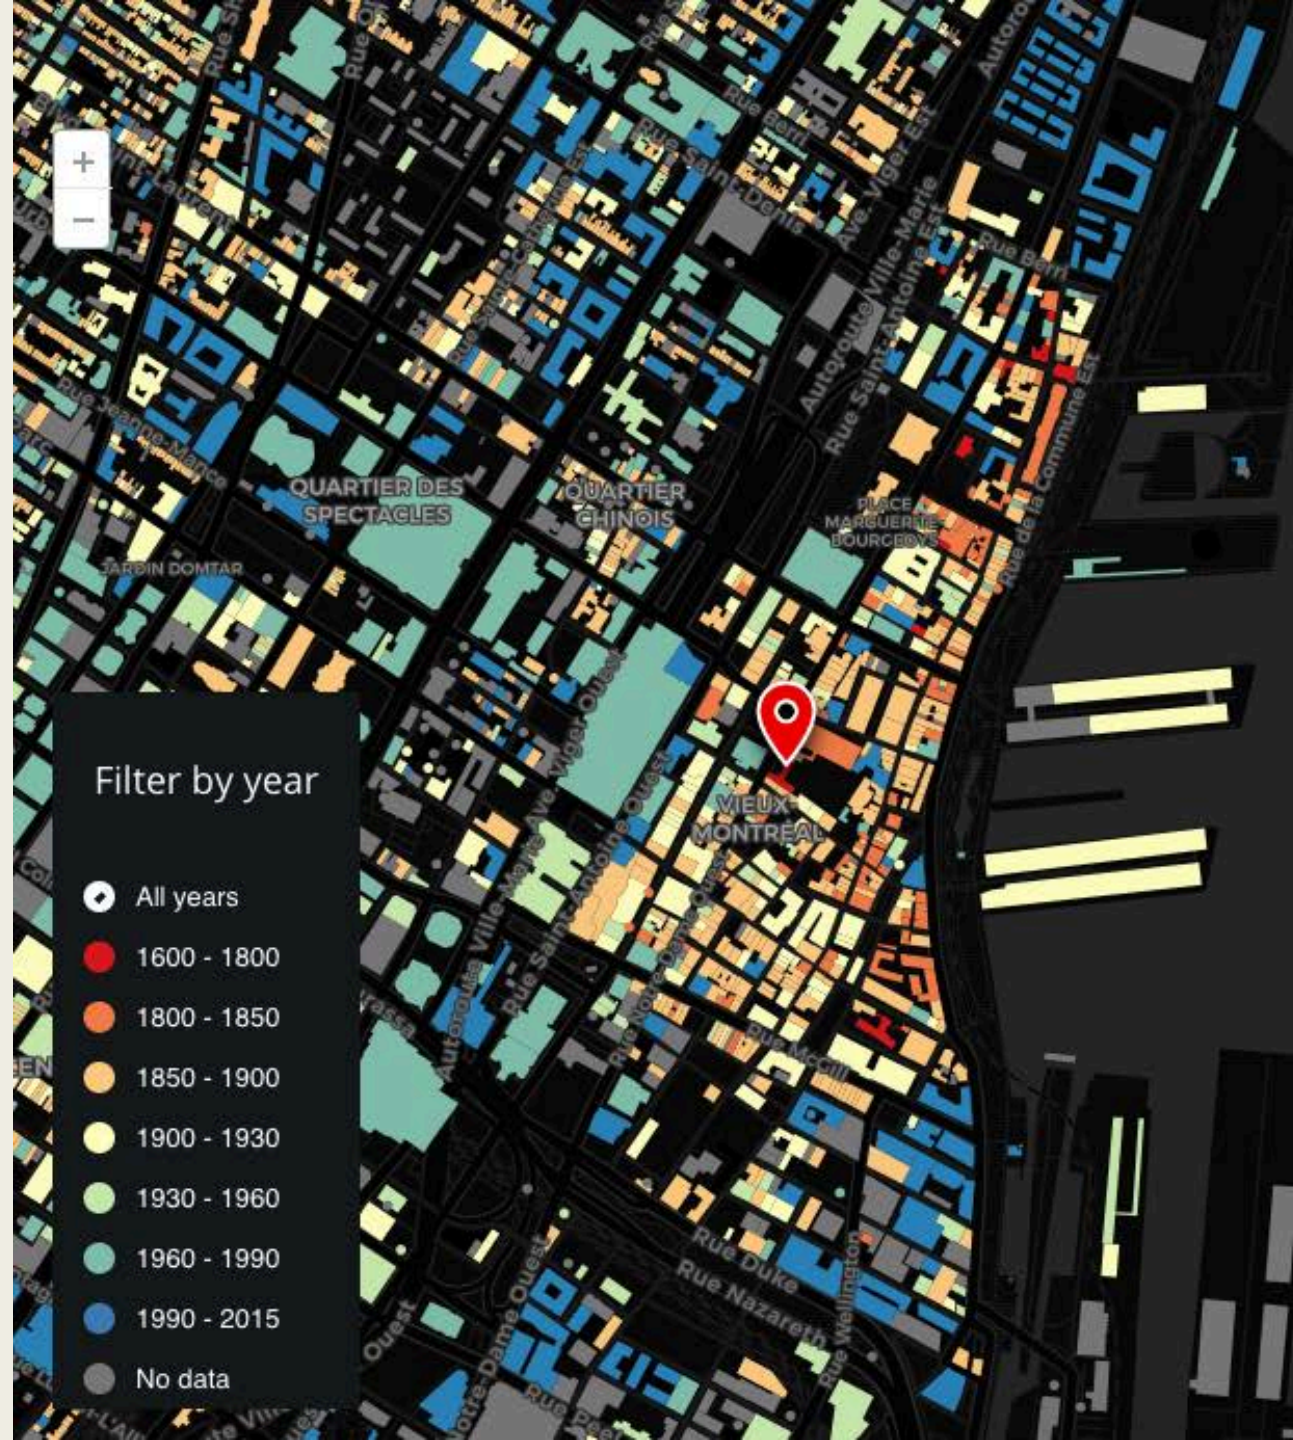 Rue Berri
Rue Saint-Denis
Ave. Viger Est
Autoroute Ville-Marie
Rue Saint-Antoine Est
Rue Berri
Rue de la Commune Est
Rue Jeanne-Mance
QUARTIER DES
SPECTACLES
QUARTIER
CHINOIS
PLACE
MARGUERITE-
BOURGEOYS
JARDIN DOMTAR
Ave. Viger Ouest
Rue Saint-Antoine Ouest
Autoroute Ville-Marie
VIEUX-
MONTRÉAL
Rue Notre-Dame Ouest
Rue McGill
Rue Duke
Rue Nazareth
Rue Wellington
Notre-Dame Ouest
Ouest
+
−
Filter by year
All years
1600 - 1800
1800 - 1850
1850 - 1900
1900 - 1930
1930 - 1960
1960 - 1990
1990 - 2015
No data